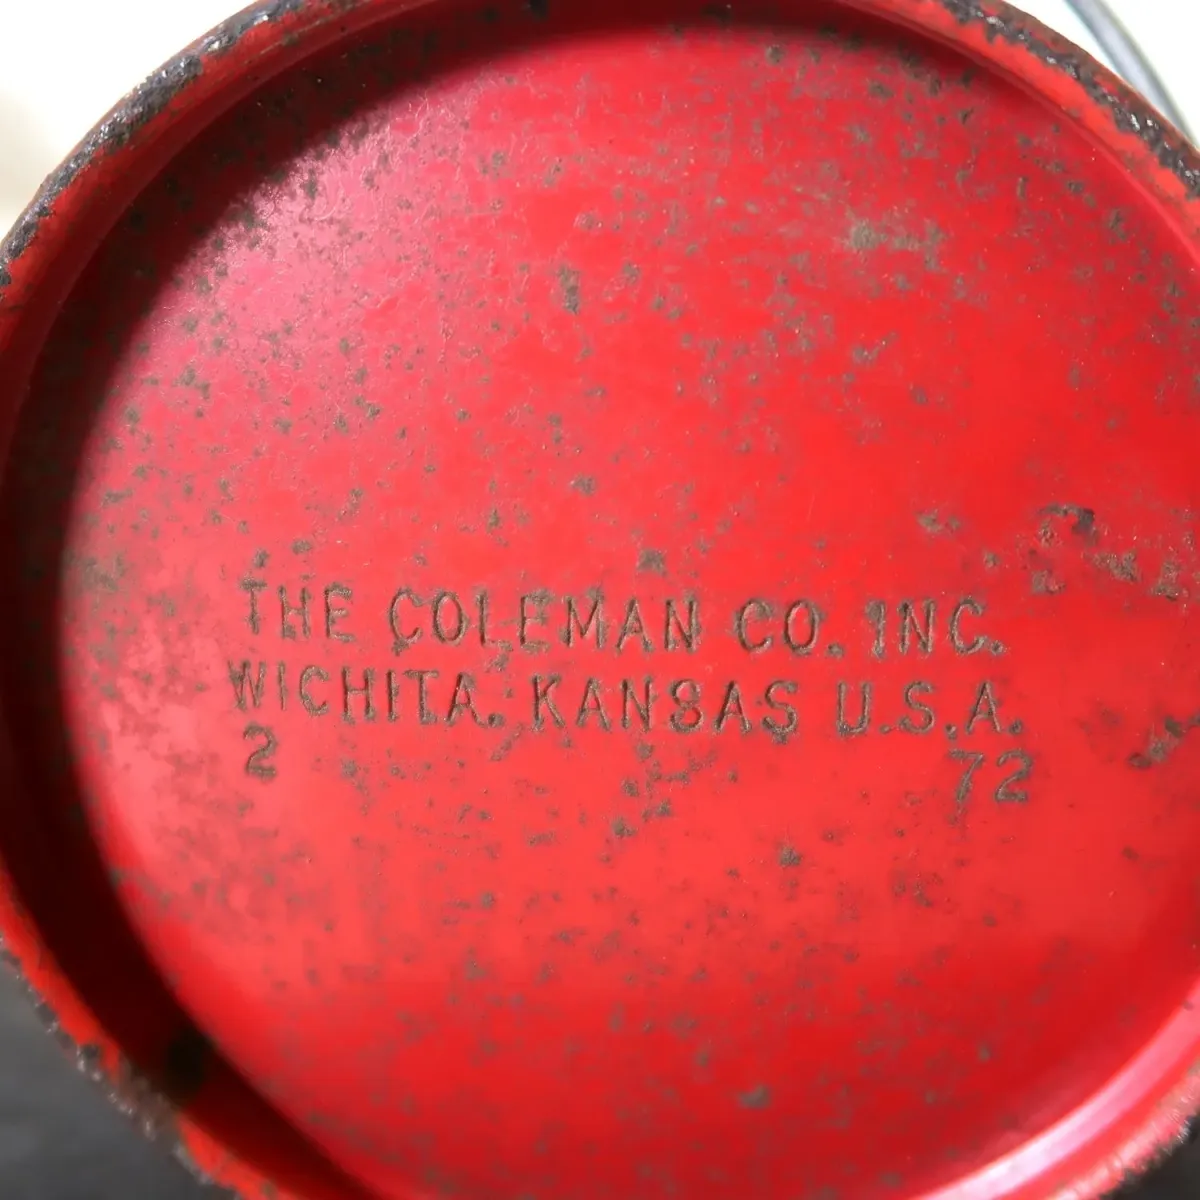 THE COLEMAN CO. INC.
WICHITA. KANSAS U.S.A.
2 72